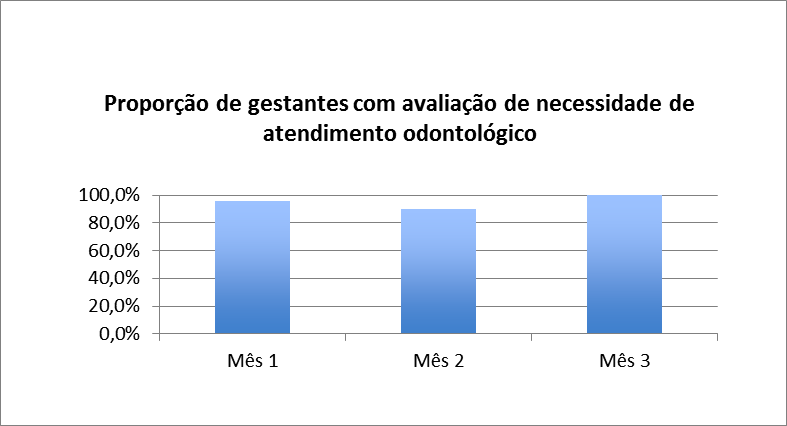 Proporção de gestantes com avaliação de necessidade de
atendimento odontológico
100,0%
80,0%
60,0%
40,0%
20,0%
0,0%
Mês 1 Mês 2 Mês 3